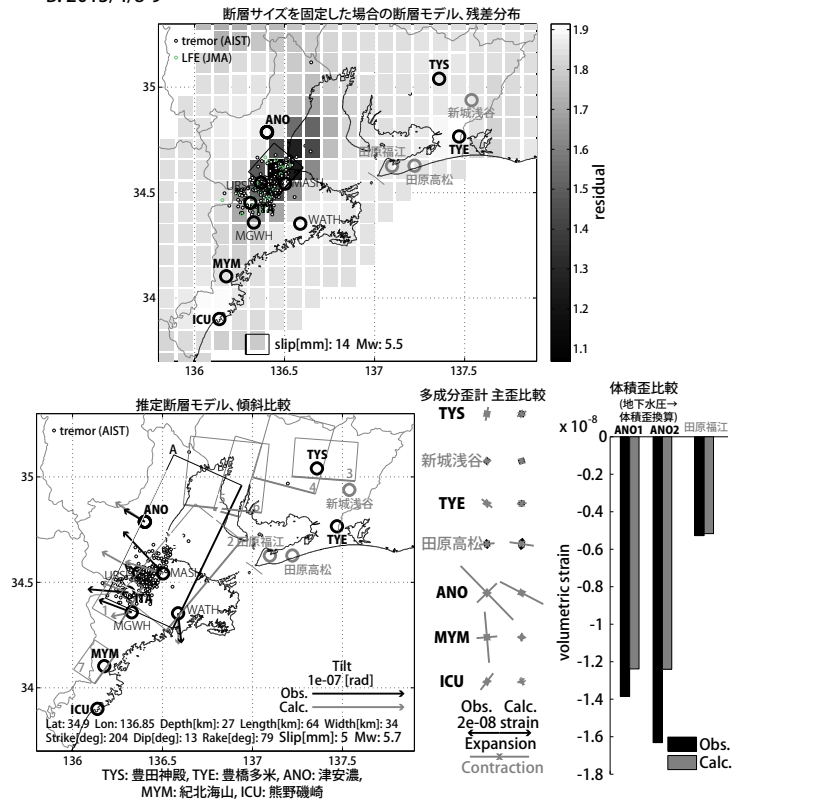 断層サイズを固定した場合の断層モデル、残差分布
tremor (AIST)
LFE (JMA)
TYS
新城浅谷
ANO
TYE
田原福江
田原高松
MASH
WATH
MGWH
MYM
ICU
slip[mm]: 14 Mw: 5.5
35
34.5
34
136
136.5
137
137.5
1.9
1.8
1.7
1.6
1.5
1.4
1.3
1.2
1.1
residual
推定断層モデル、傾斜比較
tremor (AIST)
A
TYS
3
4
新城浅谷
ANO
6
TYE
2
田原福江
田原高松
MASH
WATH
1
MGWH
MYM
7
ICU
Tilt
1e-07 [rad]
Obs.
Calc.
Lat: 34.9 Lon: 136.85 Depth[km]: 27 Length[km]: 64 Width[km]: 34
Strike[deg]: 204 Dip[deg]: 13 Rake[deg]: 79 Slip[mm]: 5 Mw: 5.7
35
34.5
34
136
136.5
137
137.5
TYS: 豊田神殿, TYE: 豊橋多米, ANO: 津安濃,
MYM: 紀北海山, ICU: 熊野磯崎
多成分歪計 主歪比較
TYS
新城浅谷
TYE
田原高松
ANO
MYM
ICU
Obs. Calc.
2e-08 strain
Expansion
Contraction
体積歪比較
(地下水圧→
体積歪換算)
x 10⁻⁸
ANO1 ANO2 田原福江
0
-0.2
-0.4
-0.6
-0.8
-1
-1.2
-1.4
-1.6
-1.8
volumetric strain
Obs.
Calc.